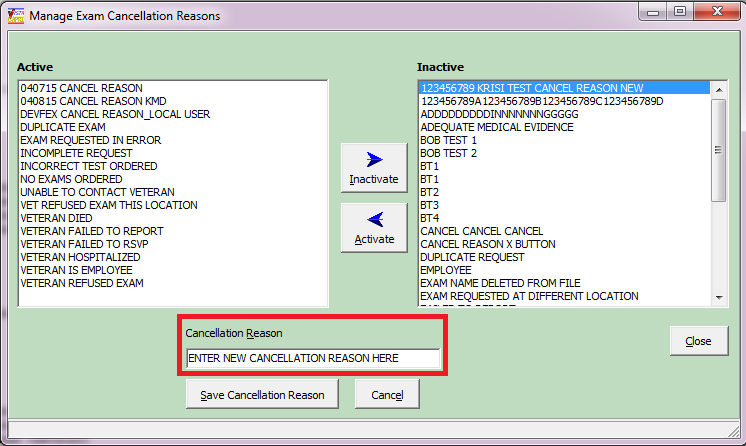 Manage Exam Cancellation Reasons
Active
040715 CANCEL REASON
040815 CANCEL REASON KMD
DEVFEX CANCEL REASON_LOCAL USER
DUPLICATE EXAM
EXAM REQUESTED IN ERROR
INCOMPLETE REQUEST
INCORRECT TEST ORDERED
NO EXAMS ORDERED
UNABLE TO CONTACT VETERAN
VET REFUSED EXAM THIS LOCATION
VETERAN DIED
VETERAN FAILED TO REPORT
VETERAN FAILED TO RSVP
VETERAN HOSPITALIZED
VETERAN IS EMPLOYEE
VETERAN REFUSED EXAM
Inactivate
Activate
Inactive
123456789 KRISI TEST CANCEL REASON NEW
123456789A123456789B123456789C123456789D
ADDDDDDDDDINNNNNNNGGGGG
ADEQUATE MEDICAL EVIDENCE
BOB TEST 1
BOB TEST 2
BT1
BT1
BT2
BT3
BT4
CANCEL CANCEL CANCEL
CANCEL REASON X BUTTON
DUPLICATE REQUEST
EMPLOYEE
EXAM NAME DELETED FROM FILE
EXAM REQUESTED AT DIFFERENT LOCATION
Cancellation Reason
ENTER NEW CANCELLATION REASON HERE
Close
Save Cancellation Reason
Cancel